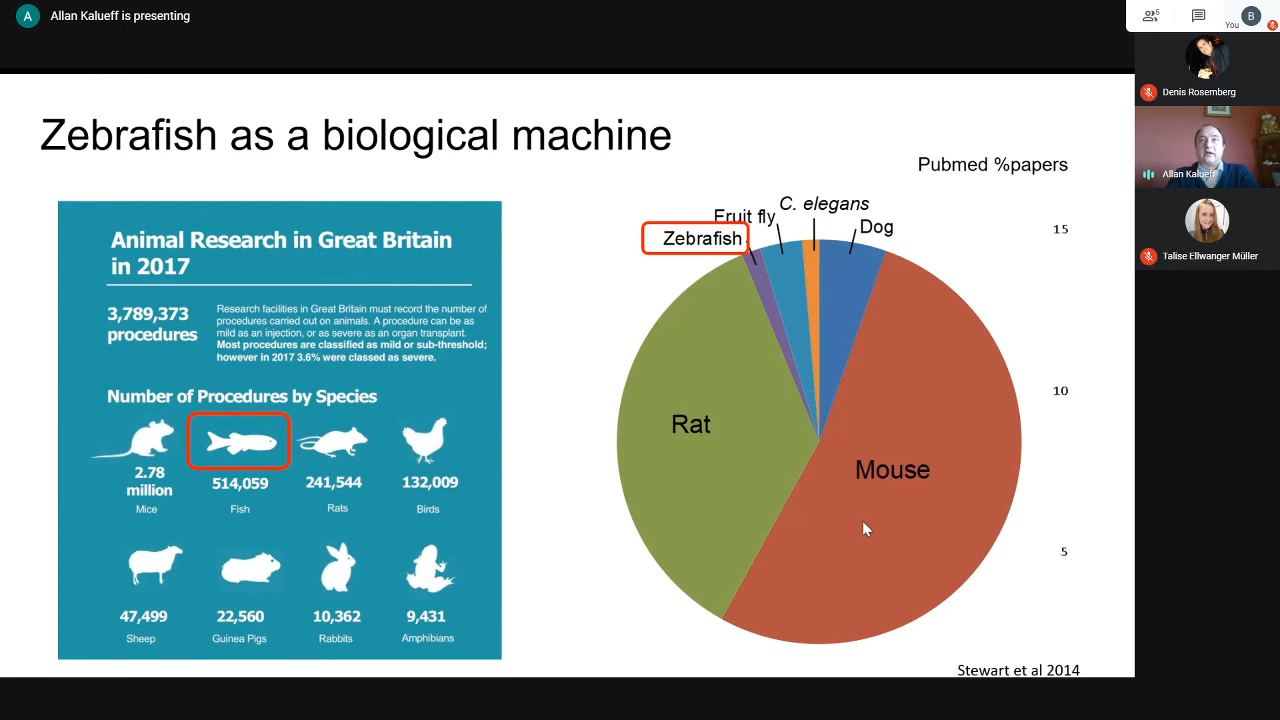 A
Allan Kalueff is presenting
5
You
B
Denis Rosemberg
Allan Kalueff
Talise Ellwanger Müller
Zebrafish as a biological machine
Animal Research in Great Britain
in 2017
3,789,373
procedures
Research facilities in Great Britain must record the number of
procedures carried out on animals. A procedure can be as
mild as an injection, or as severe as an organ transplant.
Most procedures are classified as mild or sub-threshold;
however in 2017 3.6% were classed as severe.
Number of Procedures by Species
2.78
million
Mice
514,059
Fish
241,544
Rats
132,009
Birds
47,499
Sheep
22,560
Guinea Pigs
10,362
Rabbits
9,431
Amphibians
Pubmed %papers
C. elegans
Fruit fly
Dog
Zebrafish
Rat
Mouse
15
10
5
Stewart et al 2014